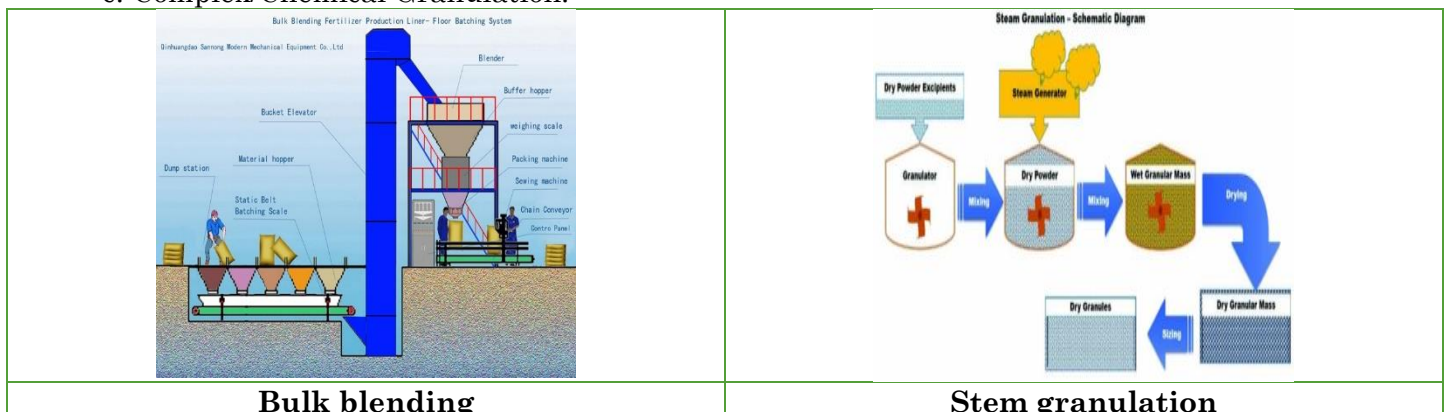 c. Complex Chemical Granulation.
Bulk Blending Fertilizer Production Liner- Floor Batching System
Qinhuangdao Sannong Modern Mechanical Equipment Co.,Ltd
Blender
Buffer hopper
Bucket Elevator
weighing scale
Packing machine
Material hopper
Dump station
Sewing machine
Static Belt
Batching Scale
Chain Conveyor
Contro Panel
Steam Granulation - Schematic Diagram
Dry Powder Excipients
Steam Generator
Granulator
Mixing
Dry Powder
Mixing
Wet Granular Mass
Drying
Dry Granules
Sizing
Dry Granular Mass
Bulk blending
Stem granulation